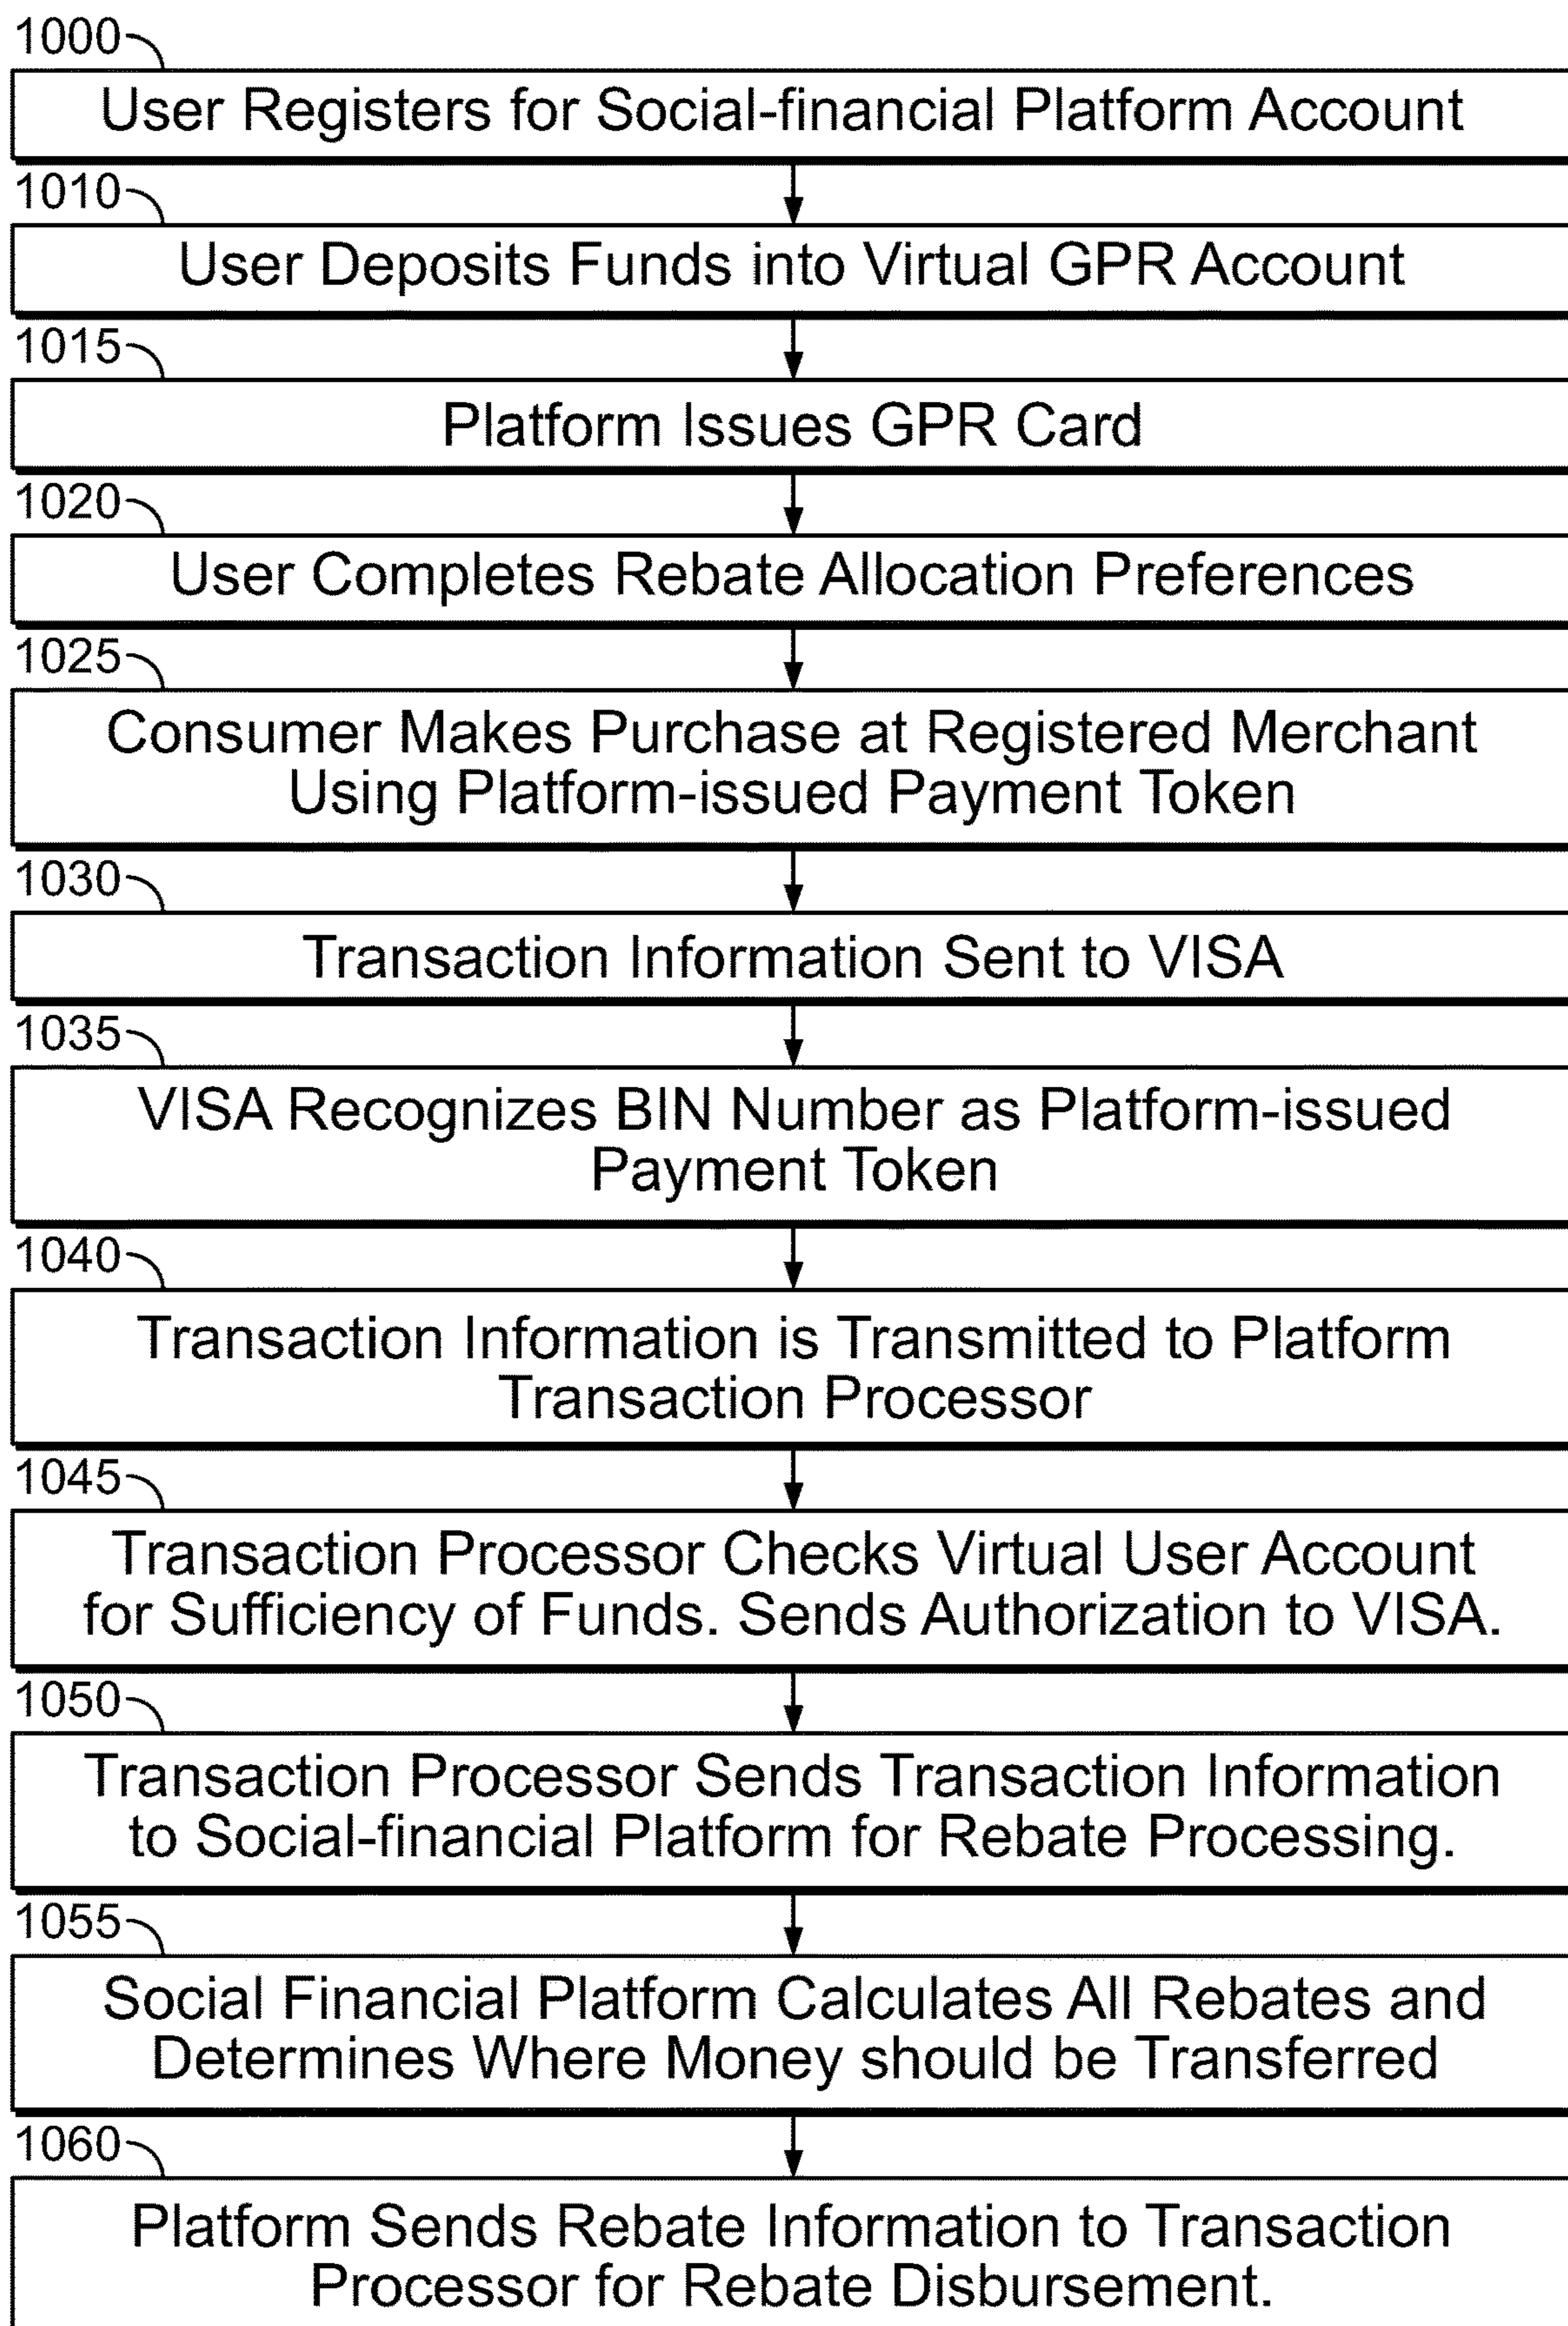 1000
User Registers for Social-financial Platform Account
1010
User Deposits Funds into Virtual GPR Account
1015
Platform Issues GPR Card
1020
User Completes Rebate Allocation Preferences
1025
Consumer Makes Purchase at Registered Merchant
Using Platform-issued Payment Token
1030
Transaction Information Sent to VISA
1035
VISA Recognizes BIN Number as Platform-issued
Payment Token
1040
Transaction Information is Transmitted to Platform
Transaction Processor
1045
Transaction Processor Checks Virtual User Account
for Sufficiency of Funds. Sends Authorization to VISA.
1050
Transaction Processor Sends Transaction Information
to Social-financial Platform for Rebate Processing.
1055
Social Financial Platform Calculates All Rebates and
Determines Where Money should be Transferred
1060
Platform Sends Rebate Information to Transaction
Processor for Rebate Disbursement.